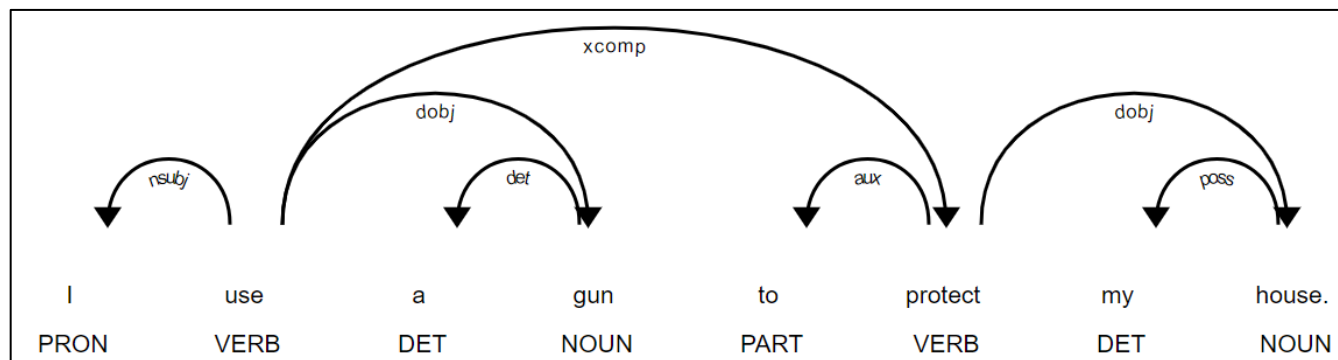 xcomp
dobj dobj
nsubj det aux poss
I use a gun to protect my house.
PRON VERB DET NOUN PART VERB DET NOUN